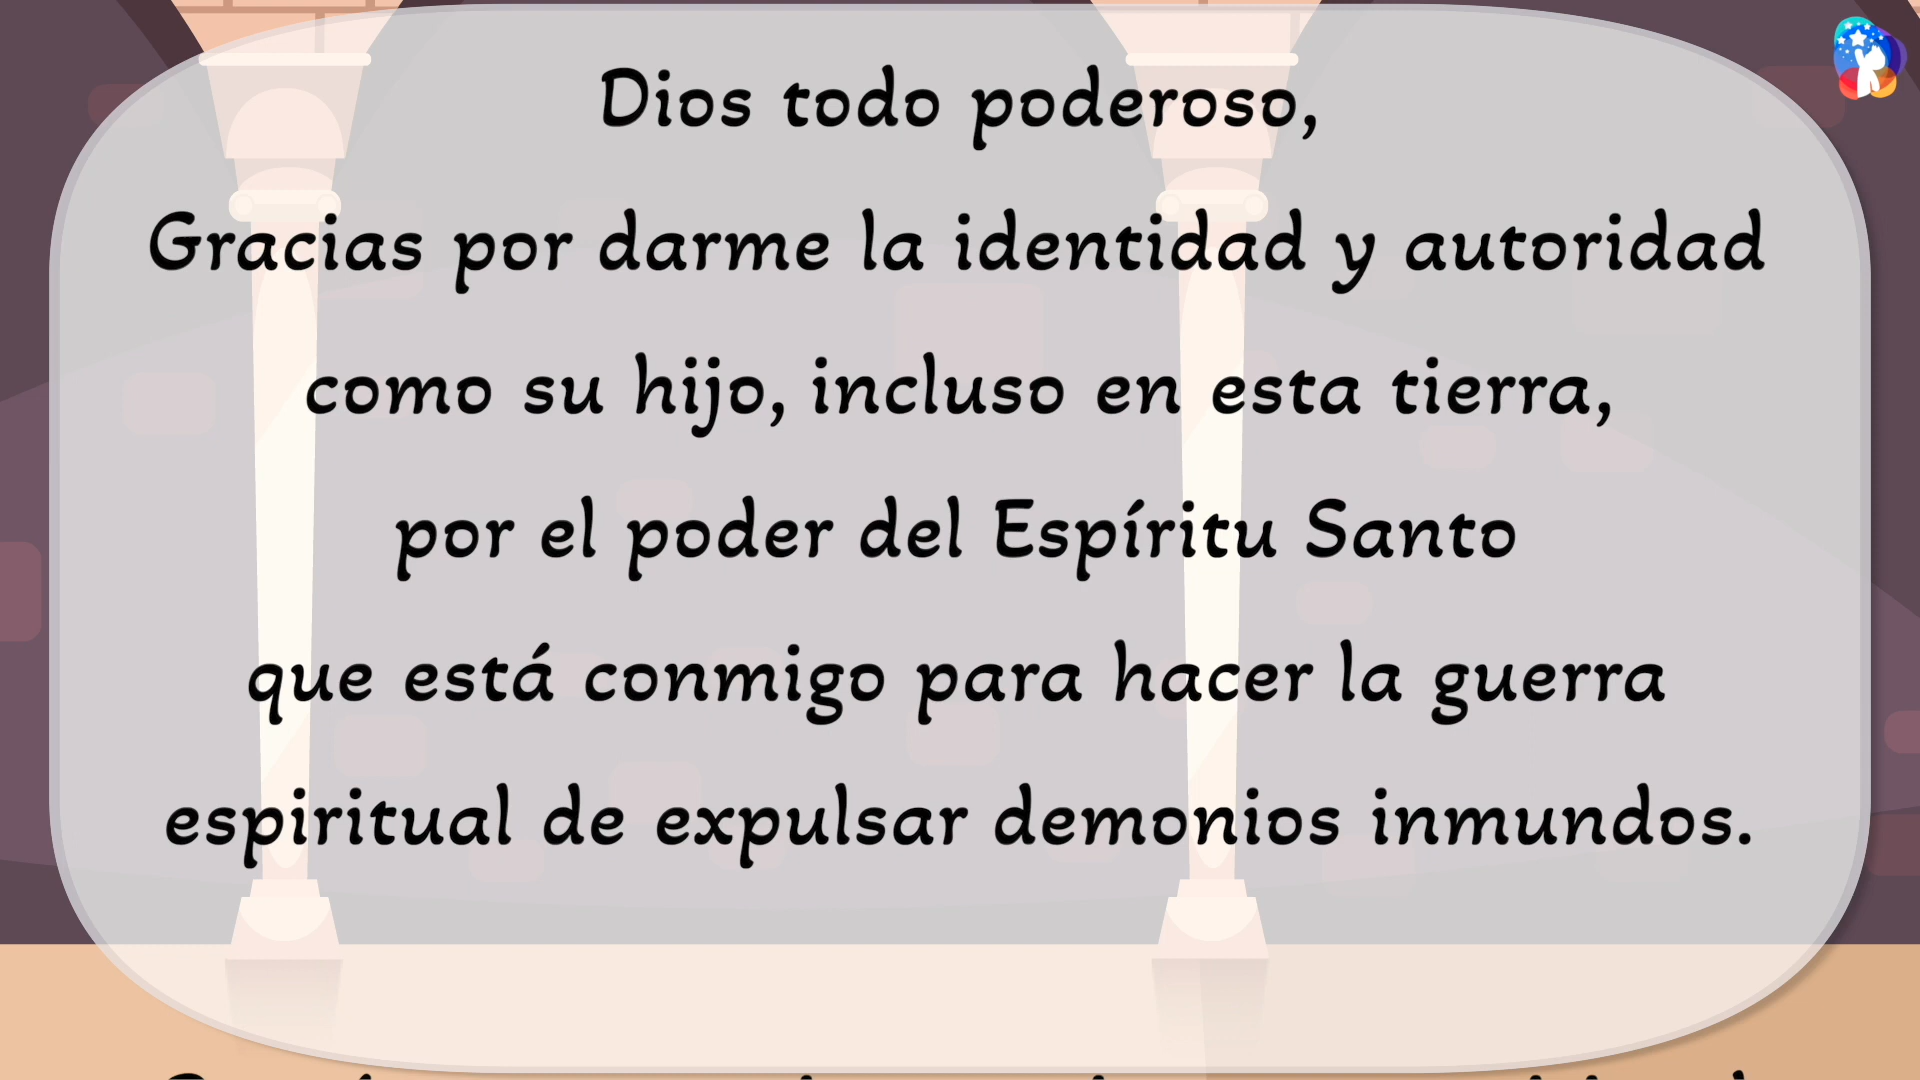 Dios todo poderoso,
Gracias por darme la identidad y autoridad
como su hijo, incluso en esta tierra,
por el poder del Espíritu Santo
que está conmigo para hacer la guerra
espiritual de expulsar demonios inmundos.